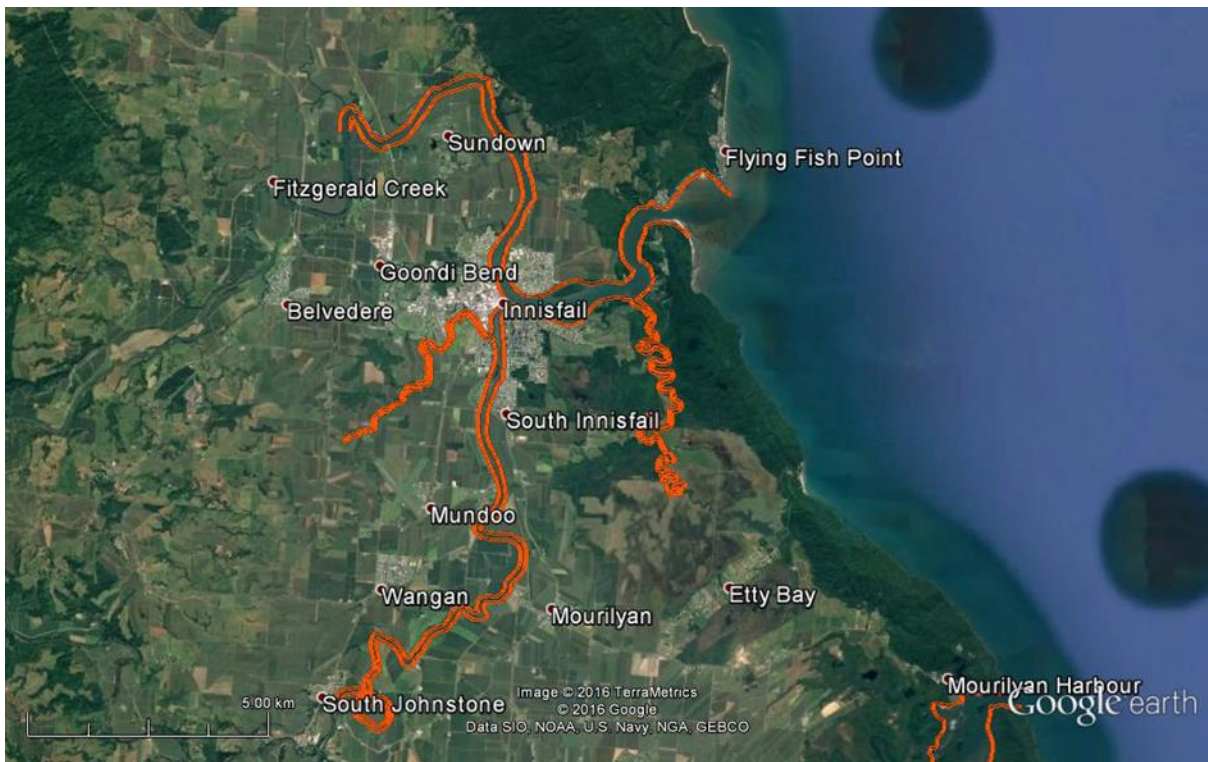 Sundown
Flying Fish Point
Fitzgerald Creek
Goondi Bend
Belvedere
Innisfail
South Innisfail
Mundoo
Wangan
Etty Bay
Mourilyan
Mourilyan Harbour
South Johnstone
5.00 km
Image © 2016 TerraMetrics
© 2016 Google
Data SIO, NOAA, U.S. Navy, NGA, GEBCO
Google earth